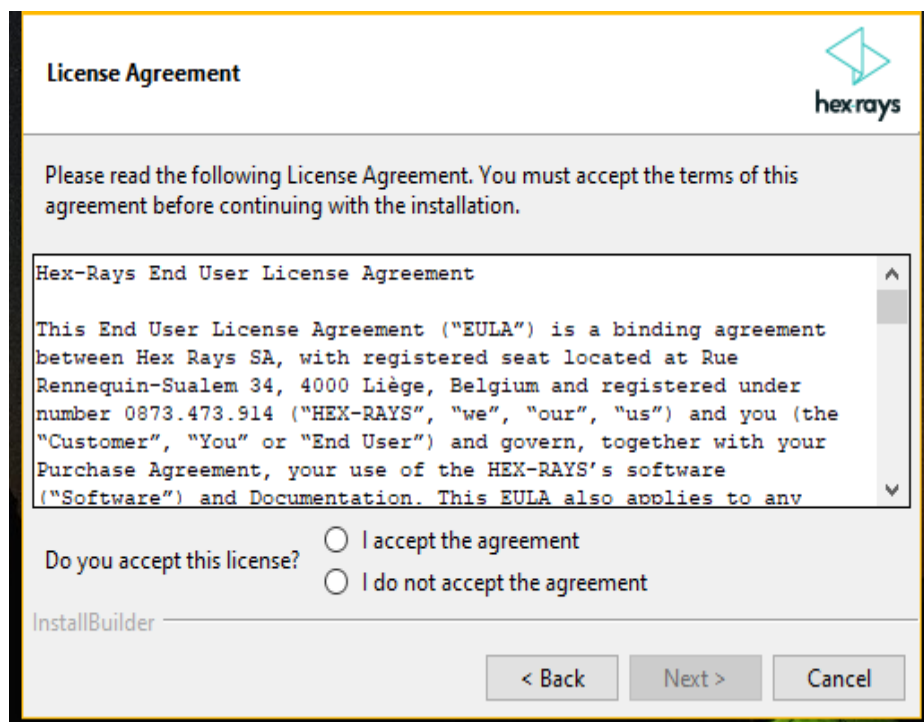 License Agreement
hex-rays
Please read the following License Agreement. You must accept the terms of this
agreement before continuing with the installation.
Hex-Rays End User License Agreement
This End User License Agreement (“EULA”) is a binding agreement
between Hex Rays SA, with registered seat located at Rue
Rennequin-Sualem 34, 4000 Liège, Belgium and registered under
number 0873.473.914 (“HEX-RAYS”, “we”, “our”, “us”) and you (the
“Customer”, “You” or “End User”) and govern, together with your
Purchase Agreement, your use of the HEX-RAYS’s software
(“Software”) and Documentation. This EULA also applies to any
Do you accept this license?
I accept the agreement
I do not accept the agreement
InstallBuilder
< Back
Next >
Cancel